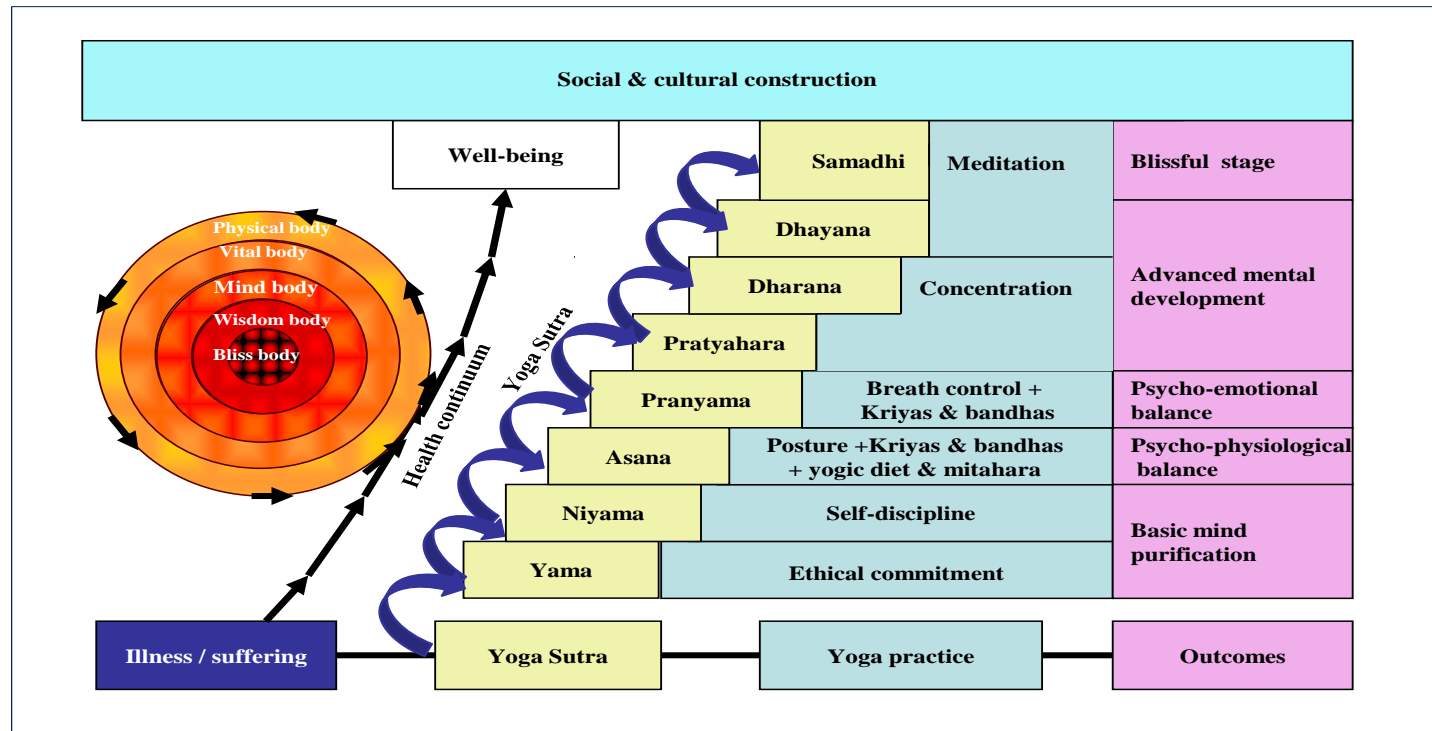 Social & cultural construction
Well-being
Physical body
Vital body
Mind body
Wisdom body
Bliss body
Health continuum
Yoga Sutra
Samadhi
Meditation
Blissful stage
Dhayana
Dharana
Concentration
Advanced mental
development
Pratyahara
Pranyama
Breath control +
Kriyas & bandhas
Psycho-emotional
balance
Asana
Posture +Kriyas & bandhas
+ yogic diet & mitahara
Psycho-physiological
balance
Niyama
Self-discipline
Basic mind
purification
Yama
Ethical commitment
Illness / suffering
Yoga Sutra
Yoga practice
Outcomes